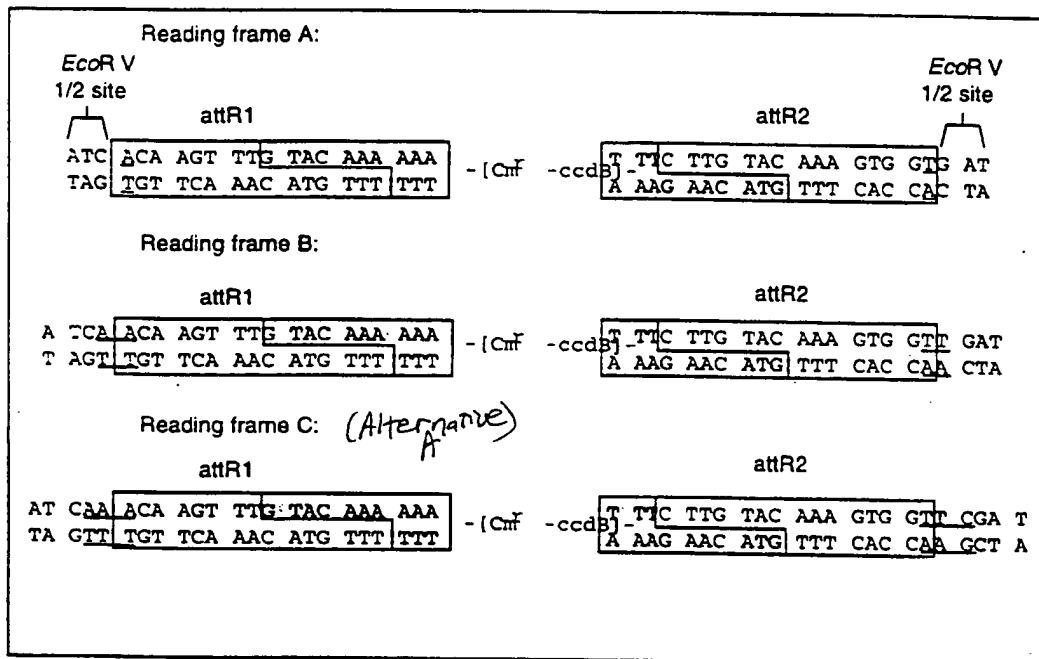 Reading frame A:
EcoR V EcoR V
1/2 site 1/2 site
attR1 attR2
ATC ACA AGT TTG TAC AAA AAA -[Cmr -ccdB]- T TTC TTG TAC AAA GTG GTG AT
TAG TGT TCA AAC ATG TTT TTT A AAG AAC ATG TTT CAC CAC TA
Reading frame B:
attR1 attR2
A TCA ACA AGT TTG TAC AAA AAA -[Cmr -ccdB]- T TTC TTG TAC AAA GTG GTT GAT
T AGT TGT TCA AAC ATG TTT TTT A AAG AAC ATG TTT CAC CAA CTA
Reading frame C: (Alternative A)
attR1 attR2
AT CAA ACA AGT TTG TAC AAA AAA -[Cmr -ccdB]- T TTC TTG TAC AAA GTG GTT CGA T
TA GTT TGT TCA AAC ATG TTT TTT A AAG AAC ATG TTT CAC CAA GCT A